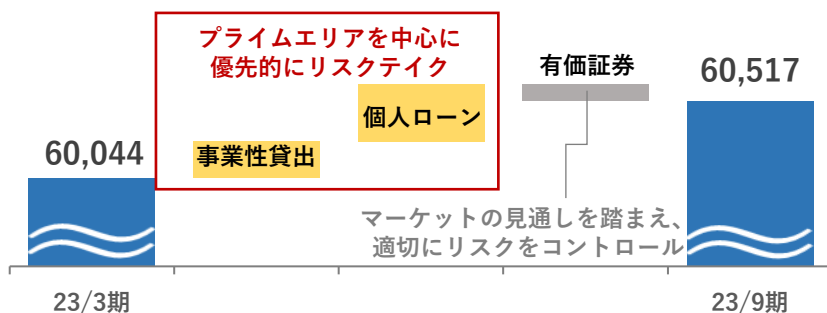 プライムエリアを中心に
優先的にリスクテイク
有価証券
60,517
個人ローン
60,044
事業性貸出
マーケットの見通しを踏まえ、
適切にリスクをコントロール
23/3期
23/9期